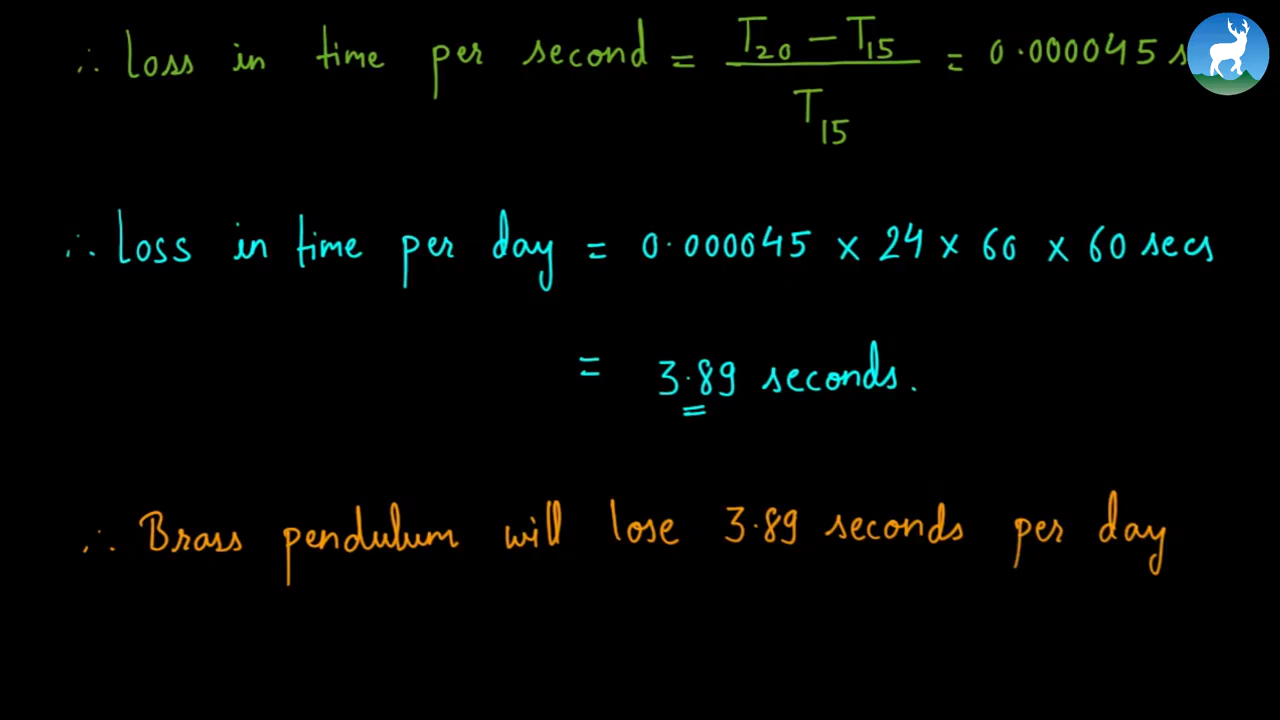 ∴ Loss in time per second = T₂₀ − T₁₅ / T₁₅ = 0.000045 s
∴ Loss in time per day = 0.000045 × 24 × 60 × 60 secs
= 3.89 seconds.
∴ Brass pendulum will lose 3.89 seconds per day